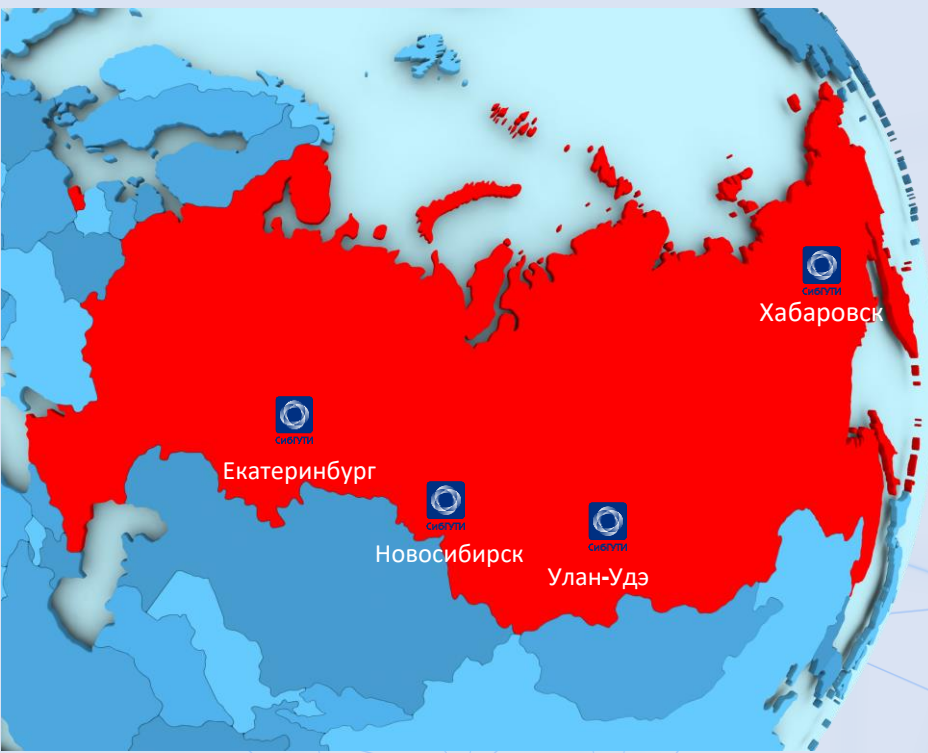 СибГУТИ
Хабаровск
СибГУТИ
Екатеринбург
СибГУТИ
Новосибирск
СибГУТИ
Улан-Удэ